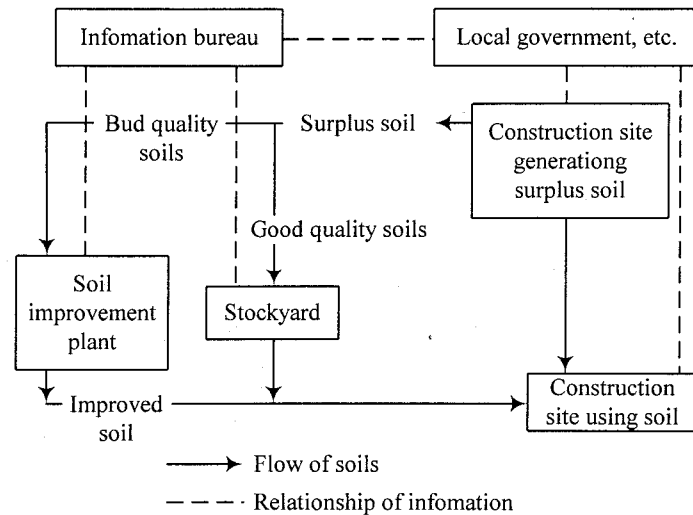 Infomation bureau
Local government, etc.
Bud quality
soils
Surplus soil
Construction site
generationg
surplus soil
Good quality soils
Soil
improvement
plant
Stockyard
Improved
soil
Construction
site using soil
Flow of soils
Relationship of infomation